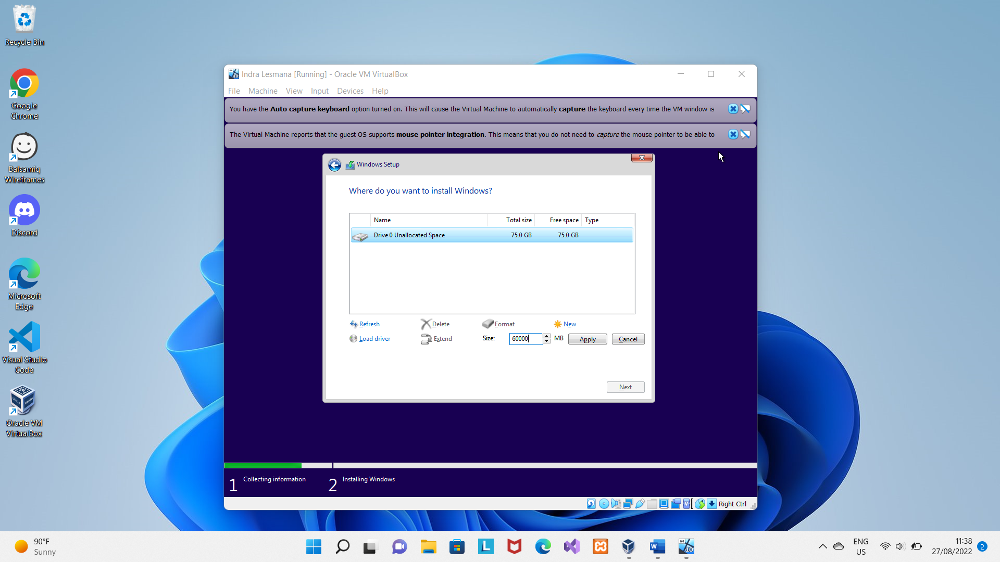 Recycle Bin
Google
Chrome
Balsamiq
Wireframes
Discord
Microsoft
Edge
Visual Studio
Code
Oracle VM
VirtualBox
Indra Lesmana [Running] - Oracle VM VirtualBox
File Machine View Input Devices Help
You have the Auto capture keyboard option turned on. This will cause the Virtual Machine to automatically capture the keyboard every time the VM window is
The Virtual Machine reports that the guest OS supports mouse pointer integration. This means that you do not need to capture the mouse pointer to be able to
Windows Setup
Where do you want to install Windows?
Name Total size Free space Type
Drive 0 Unallocated Space 75.0 GB 75.0 GB
Refresh Delete Format New
Load driver Extend Size: 60000 MB Apply Cancel
Next
1 Collecting information 2 Installing Windows
Right Ctrl
90°F
Sunny
ENG
US
11:38
27/08/2022
2